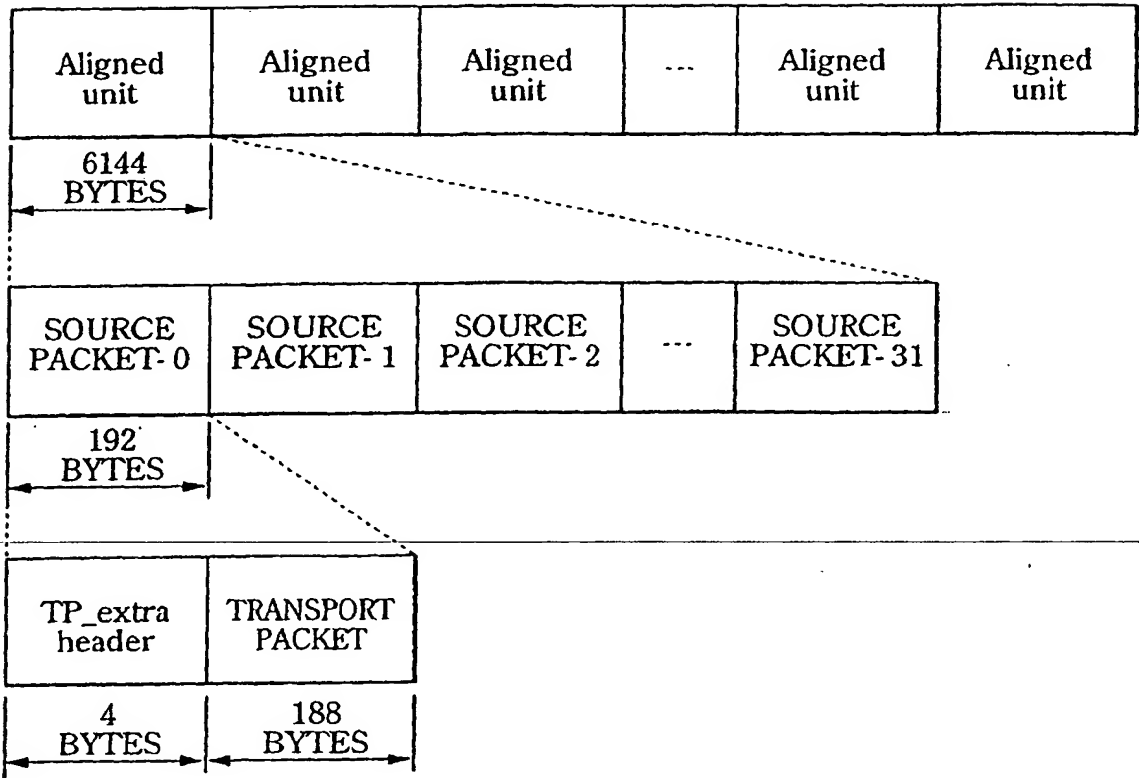 Aligned unit
Aligned unit
Aligned unit
---
Aligned unit
Aligned unit
6144 BYTES
SOURCE PACKET- 0
SOURCE PACKET- 1
SOURCE PACKET- 2
---
SOURCE PACKET- 31
192 BYTES
TP_extra header
TRANSPORT PACKET
4 BYTES
188 BYTES